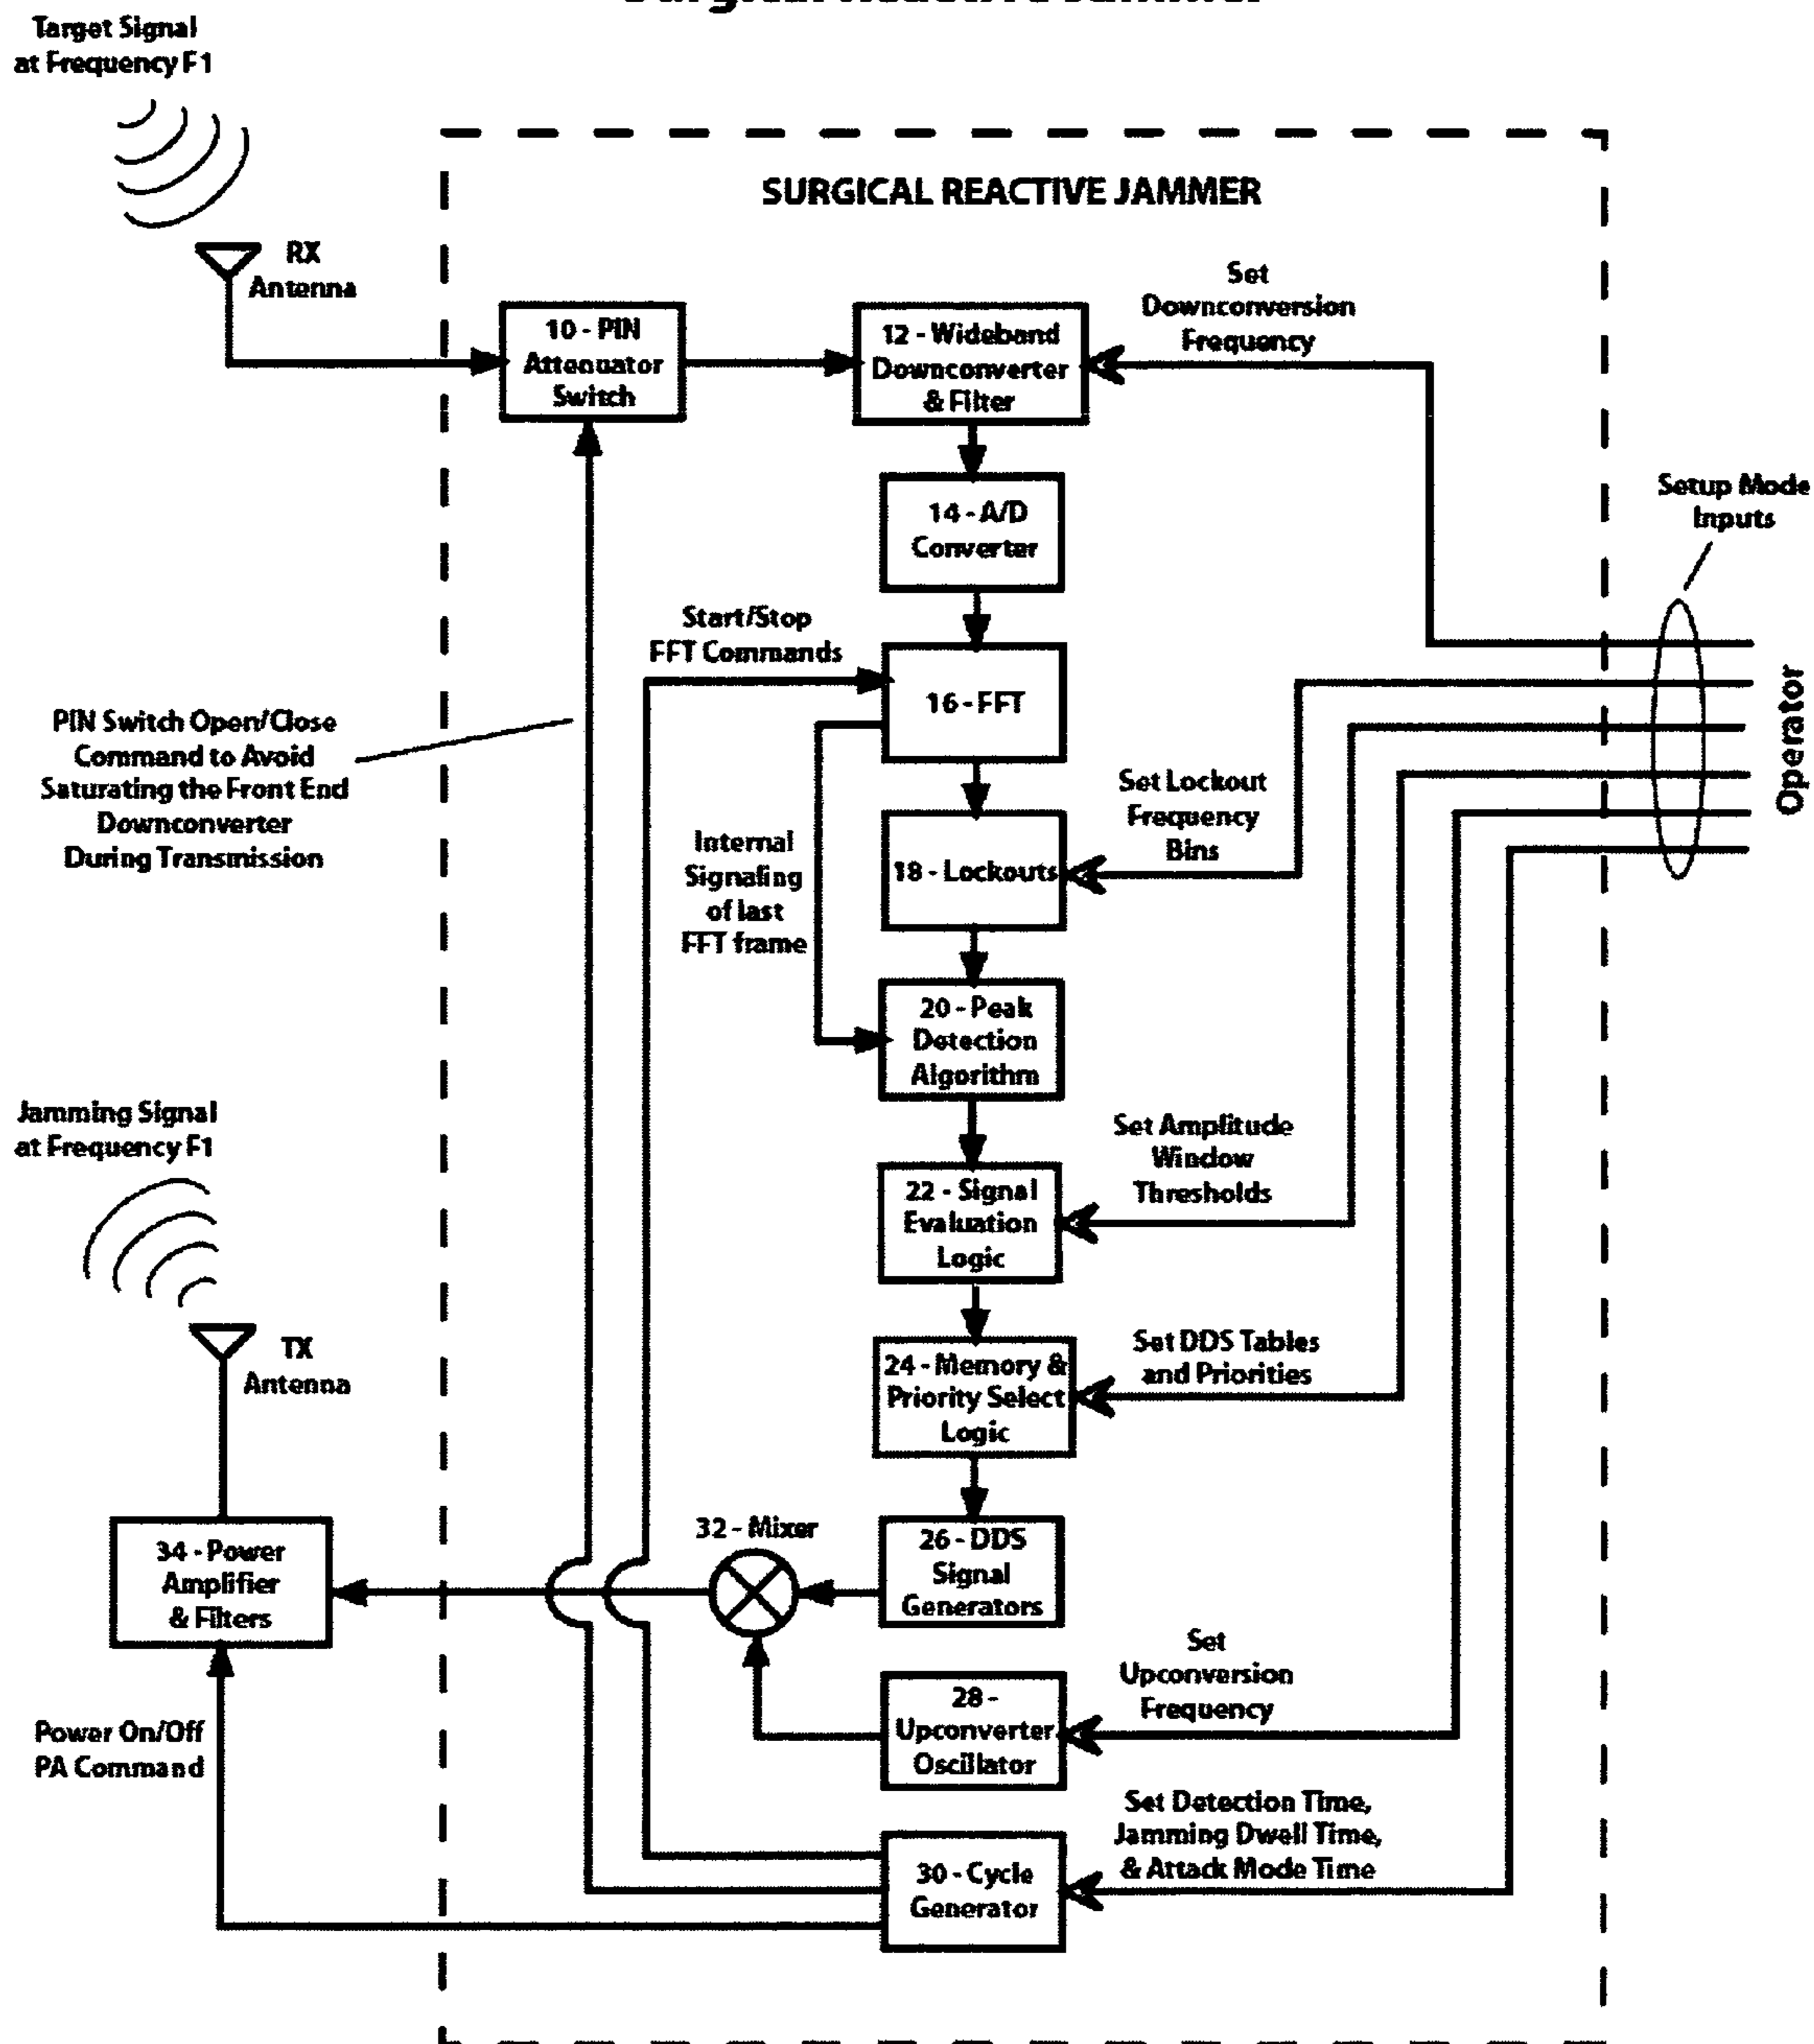 Surgical Reactive Jammer
Target Signal
at Frequency F1
SURGICAL REACTIVE JAMMER
RX
Antenna
10 - PIN
Attenuator
Switch
12 - Wideband
Downconverter
& Filter
Set
Downconversion
Frequency
14 - A/D
Converter
Setup Mode
Inputs
Start/Stop
FFT Commands
16 - FFT
PIN Switch Open/Close
Command to Avoid
Saturating the Front End
Downconverter
During Transmission
Operator
Internal
Signaling
of last
FFT frame
18 - Lockouts
Set Lockout
Frequency
Bins
20 - Peak
Detection
Algorithm
Jamming Signal
at Frequency F1
22 - Signal
Evaluation
Logic
Set Amplitude
Window
Thresholds
TX
Antenna
24 - Memory &
Priority Select
Logic
Set DDS Tables
and Priorities
34 - Power
Amplifier
& Filters
32 - Mixer
26 - DDS
Signal
Generators
28 -
Upconverter
Oscillator
Set
Upconversion
Frequency
Power On/Off
PA Command
30 - Cycle
Generator
Set Detection Time,
Jamming Dwell Time,
& Attack Mode Time